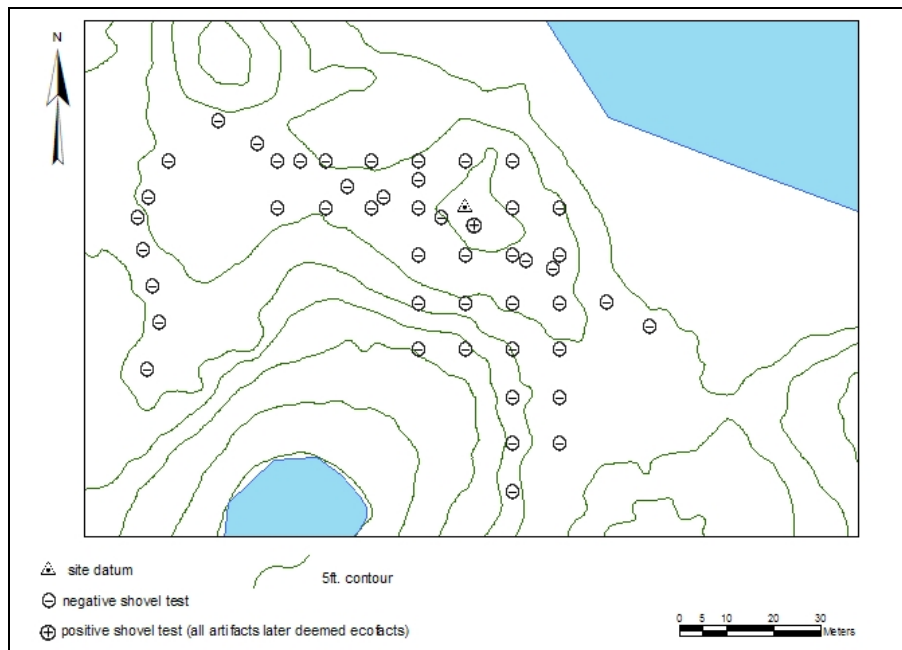 N
site datum
5ft. contour
negative shovel test
positive shovel test (all artifacts later deemed ecofacts)
0 5 10 20 30
Meters